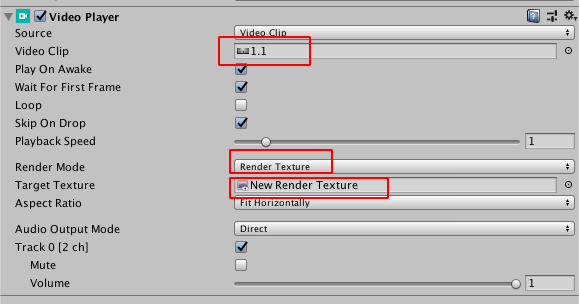 Video Player
Source Video Clip
Video Clip 1.1
Play On Awake
Wait For First Frame
Loop
Skip On Drop
Playback Speed 1
Render Mode Render Texture
Target Texture New Render Texture
Aspect Ratio Fit Horizontally
Audio Output Mode Direct
Track 0 [2 ch]
Mute
Volume 1